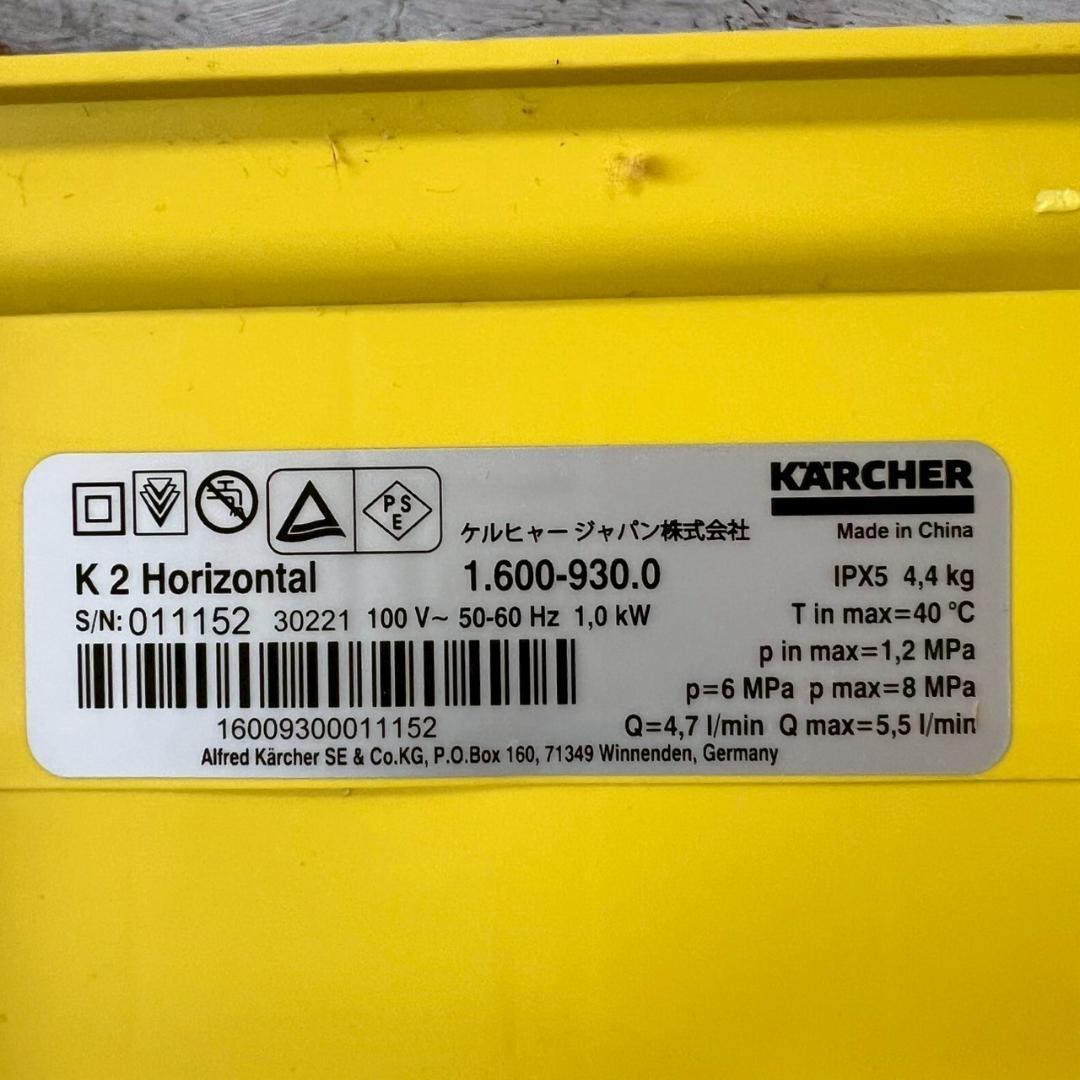 PS
E
KÄRCHER
ケルヒャー ジャパン株式会社
Made in China
K 2 Horizontal 1.600-930.0
IPX5 4,4 kg
S/N: 011152 30221 100 V~ 50-60 Hz 1,0 kW
T in max=40 °C
p in max=1,2 MPa
p=6 MPa p max=8 MPa
16009300011152
Q=4,7 l/min Q max=5,5 l/min
Alfred Kärcher SE & Co.KG, P.O.Box 160, 71349 Winnenden, Germany